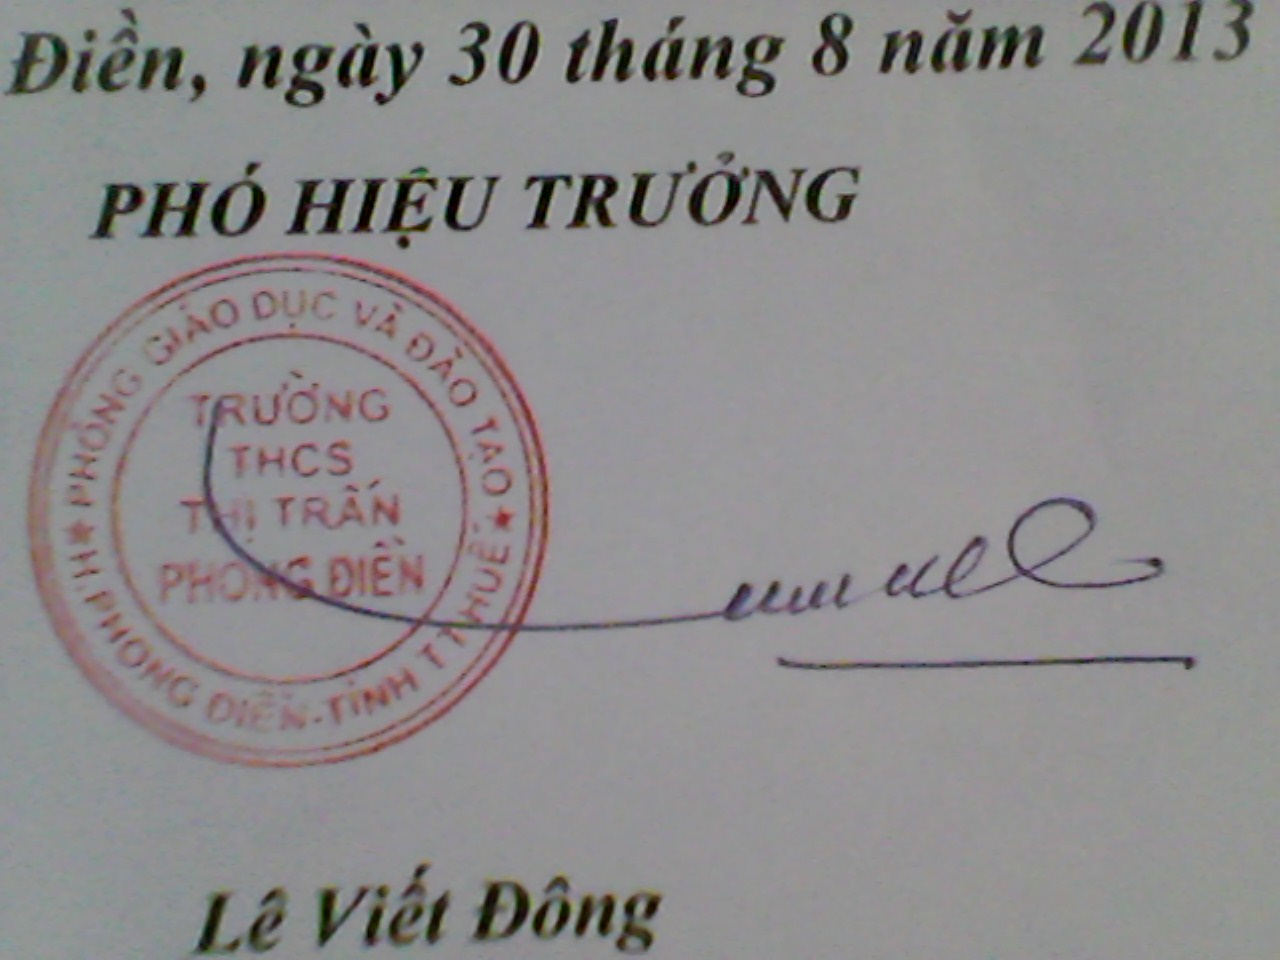 Điền, ngày 30 tháng 8 năm 2013
PHÓ HIỆU TRƯỞNG
PHÒNG GIÁO DỤC VÀ ĐÀO TẠO
TRƯỜNG
THCS
THỊ TRẤN
PHONG ĐIỀN
★ H.PHONG ĐIỀN-TỈNH T THUẾ ★
Lê Viết Đông